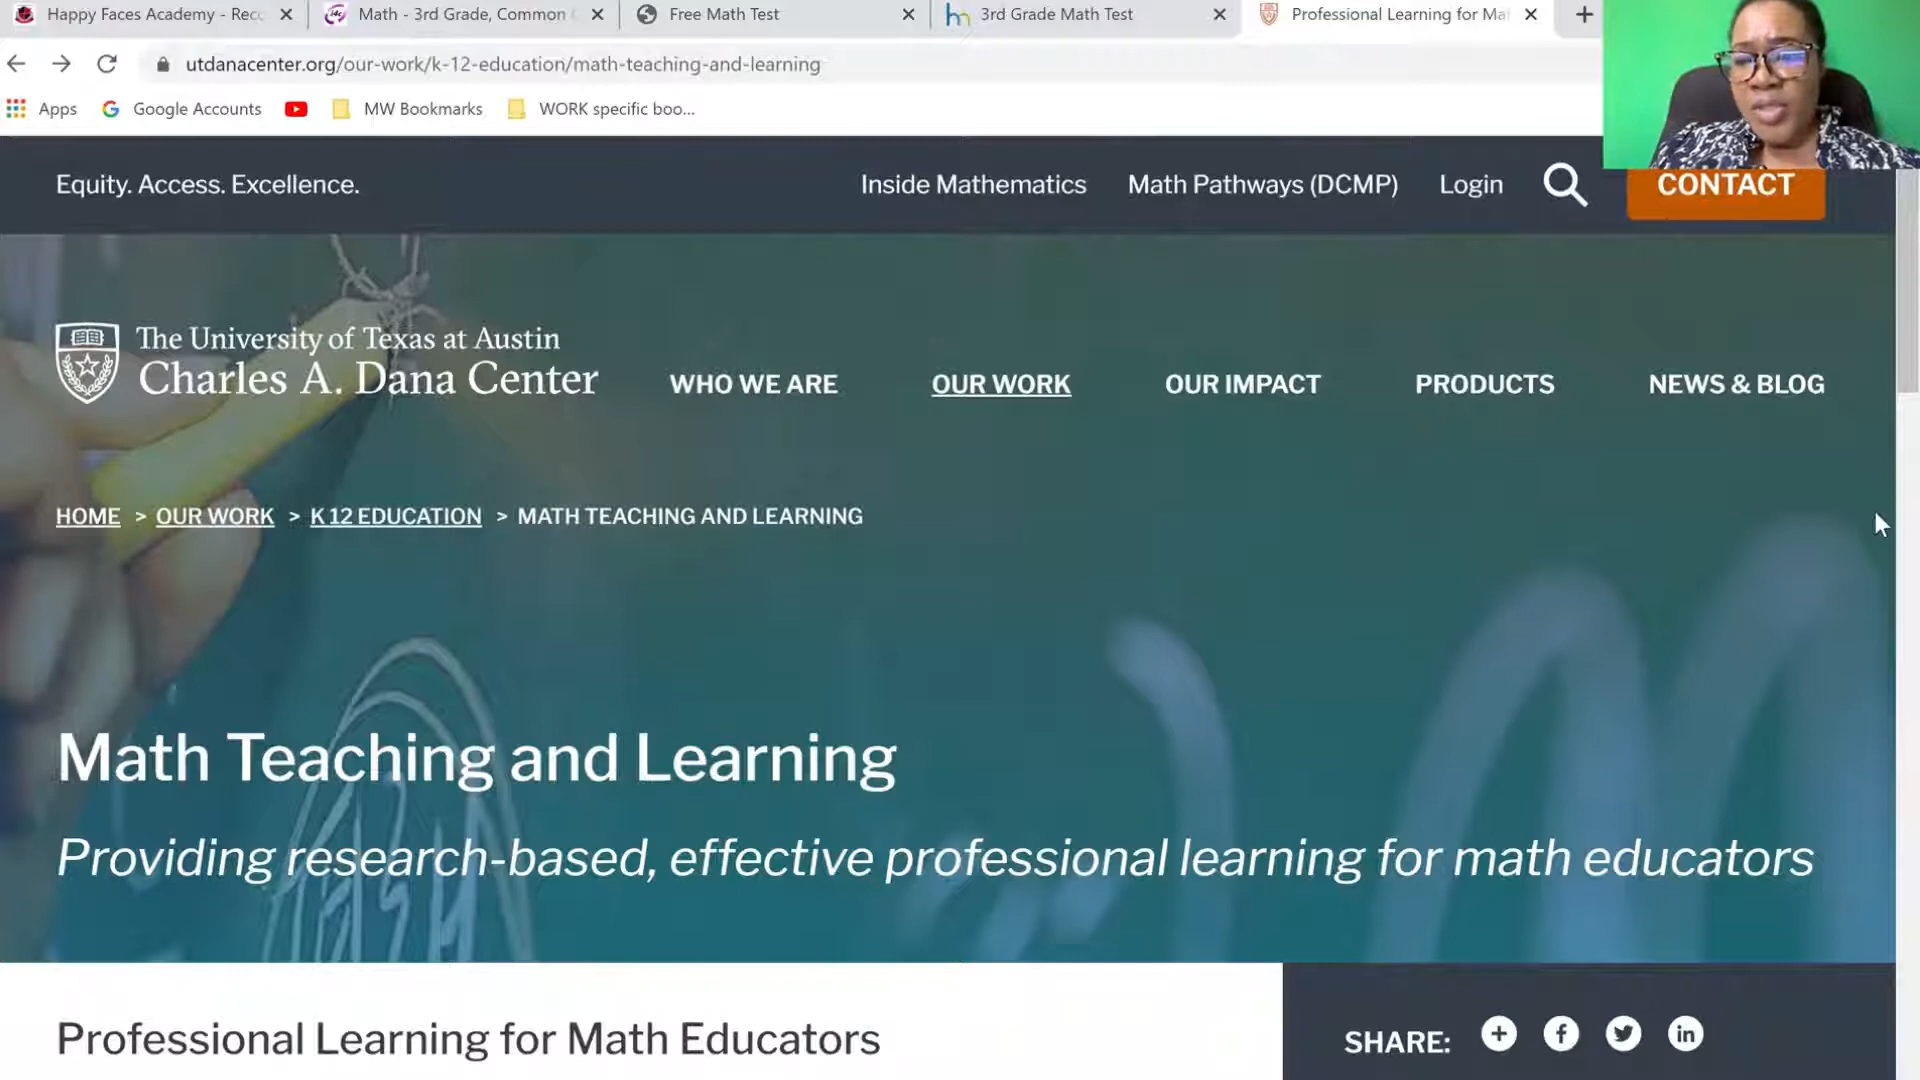 Happy Faces Academy - Rec
Math - 3rd Grade, Common
Free Math Test
3rd Grade Math Test
Professional Learning for Mat
utdanacenter.org/our-work/k-12-education/math-teaching-and-learning
Apps
Google Accounts
MW Bookmarks
WORK specific boo...
Equity. Access. Excellence.
Inside Mathematics
Math Pathways (DCMP)
Login
CONTACT
The University of Texas at Austin
Charles A. Dana Center
WHO WE ARE
OUR WORK
OUR IMPACT
PRODUCTS
NEWS & BLOG
HOME > OUR WORK > K 12 EDUCATION > MATH TEACHING AND LEARNING
Math Teaching and Learning
Providing research-based, effective professional learning for math educators
Professional Learning for Math Educators
SHARE: